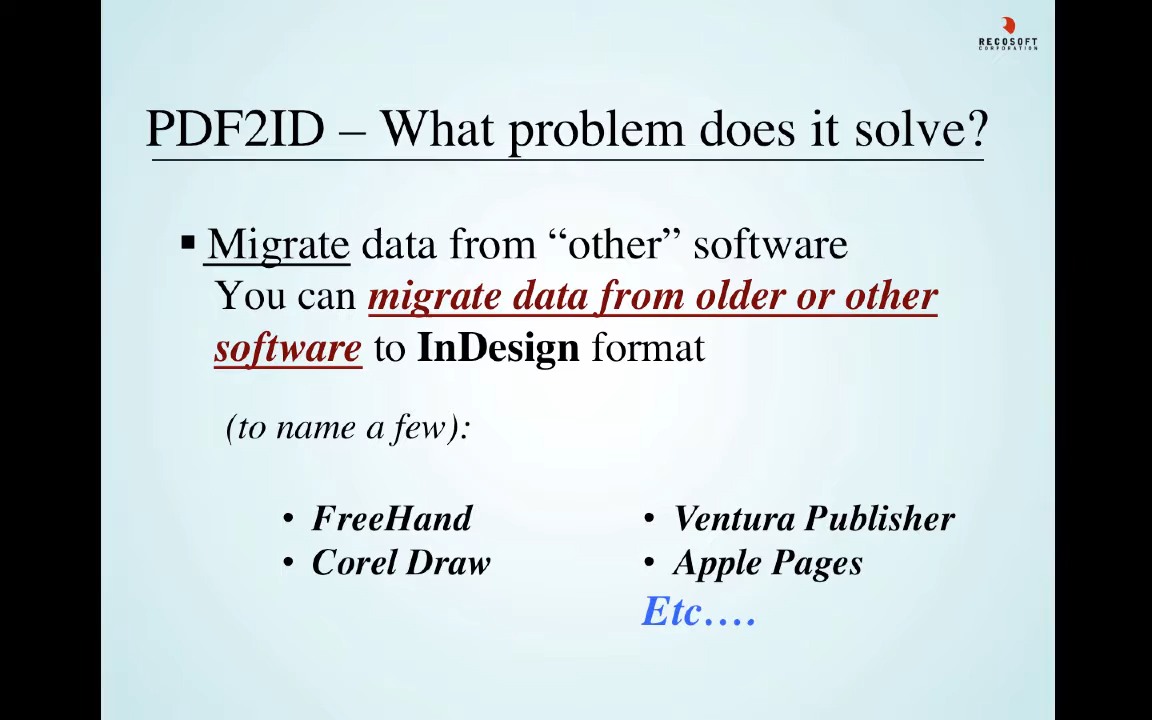 RECOSOFT
CORPORATION
PDF2ID – What problem does it solve?
▪ Migrate data from “other” software
You can migrate data from older or other
software to InDesign format
(to name a few):
• FreeHand
• Corel Draw
• Ventura Publisher
• Apple Pages
Etc….